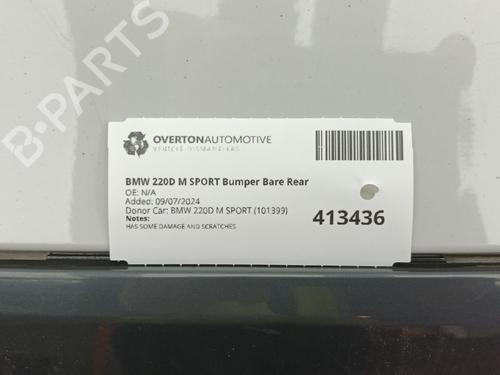 B-PARTS
OVERTONAUTOMOTIVE
VEHICLE DISMANTLERS
BMW 220D M SPORT Bumper Bare Rear
OE: N/A
Added: 09/07/2024
Donor Car: BMW 220D M SPORT (101399)
Notes:
HAS SOME DAMAGE AND SCRATCHES
413436